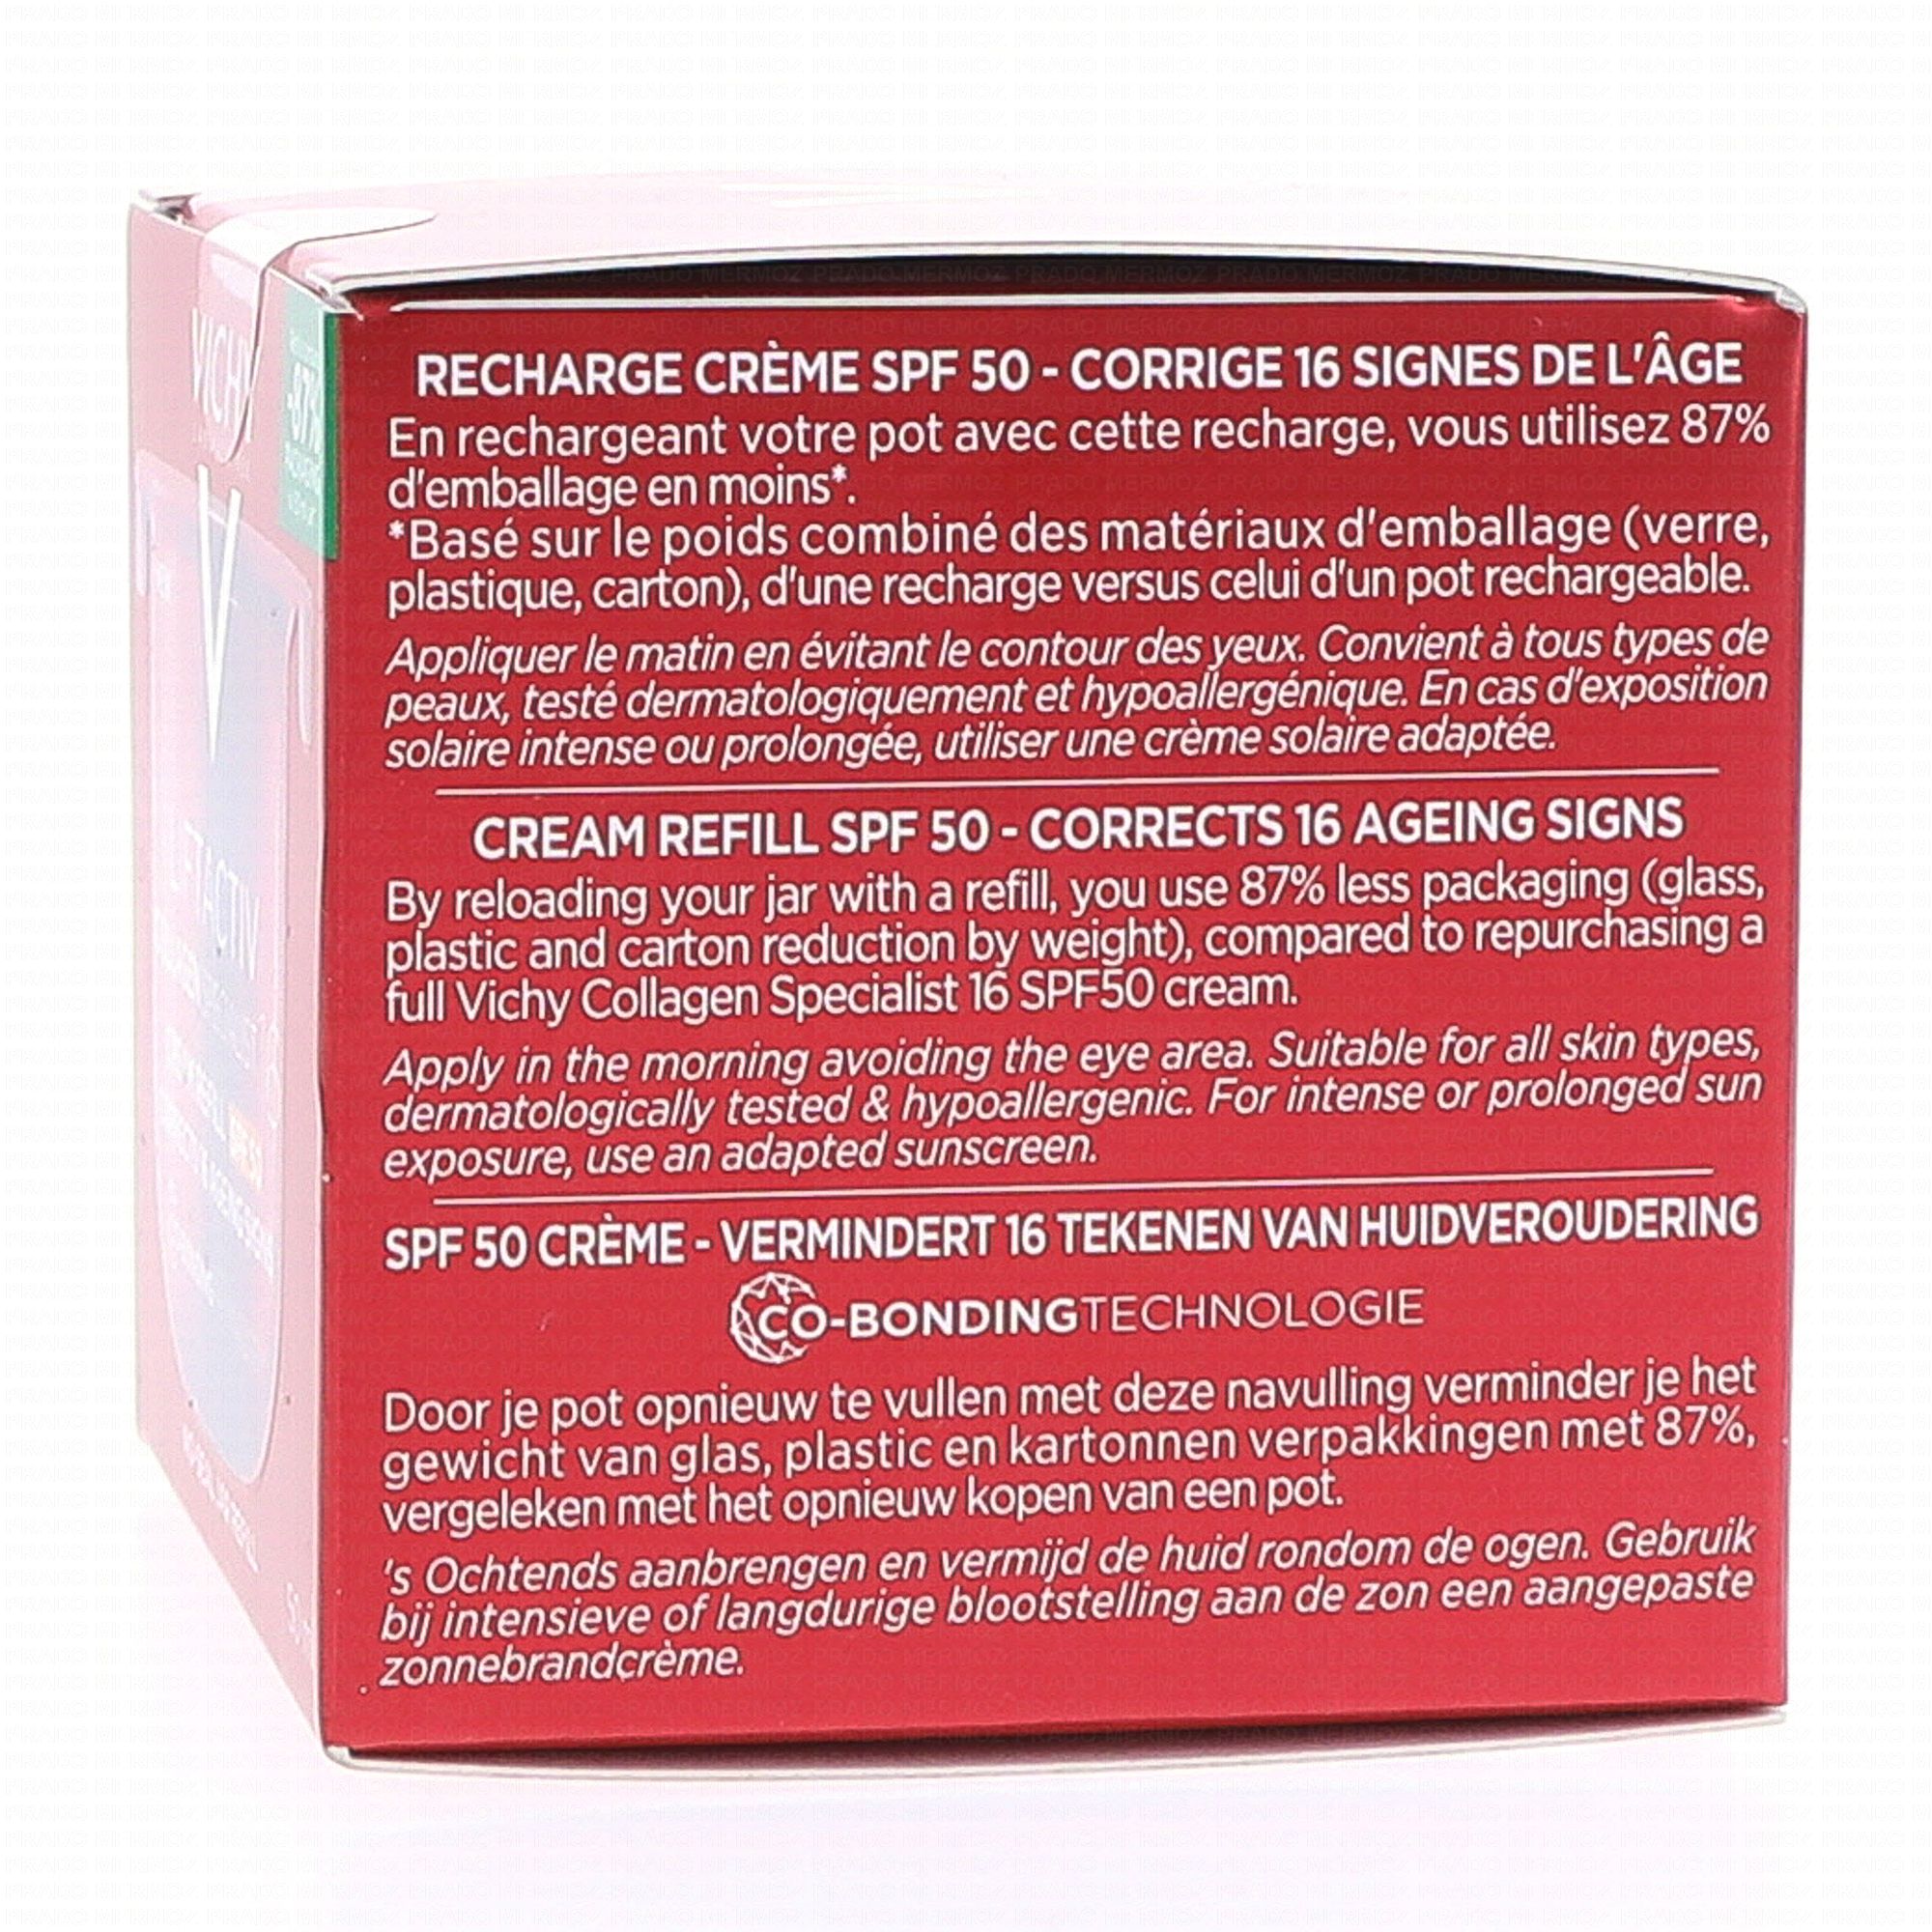 RECHARGE CRÈME SPF 50 - CORRIGE 16 SIGNES DE L'ÂGE
En rechargeant votre pot avec cette recharge, vous utilisez 87%
d'emballage en moins*.
*Basé sur le poids combiné des matériaux d'emballage (verre,
plastique, carton), d'une recharge versus celui d'un pot rechargeable.
Appliquer le matin en évitant le contour des yeux. Convient à tous types de
peaux, testé dermatologiquement et hypoallergénique. En cas d'exposition
solaire intense ou prolongée, utiliser une crème solaire adaptée.
CREAM REFILL SPF 50 - CORRECTS 16 AGEING SIGNS
By reloading your jar with a refill, you use 87% less packaging (glass,
plastic and carton reduction by weight), compared to repurchasing a
full Vichy Collagen Specialist 16 SPF50 cream.
Apply in the morning avoiding the eye area. Suitable for all skin types,
dermatologically tested & hypoallergenic. For intense or prolonged sun
exposure, use an adapted sunscreen.
SPF 50 CRÈME - VERMINDERT 16 TEKENEN VAN HUIDVEROUDERING
CO-BONDINGTECHNOLOGIE
Door je pot opnieuw te vullen met deze navulling verminder je het
gewicht van glas, plastic en kartonnen verpakkingen met 87%,
vergeleken met het opnieuw kopen van een pot.
's Ochtends aanbrengen en vermijd de huid rondom de ogen. Gebruik
bij intensieve of langdurige blootstelling aan de zon een aangepaste
zonnebrandcrème.
PRADO MERMOZ